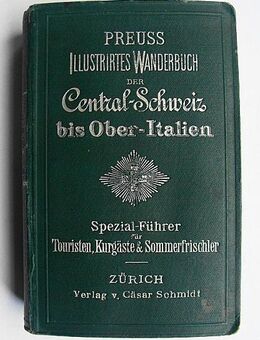 PREUSS
ILLUSTRIRTES WANDERBUCH
DER
Central-Schweiz
bis Ober-Italien
Spezial-Führer
für
Touristen, Kurgäste & Sommerfrischler
ZÜRICH
Verlag v. Cäsar Schmidt